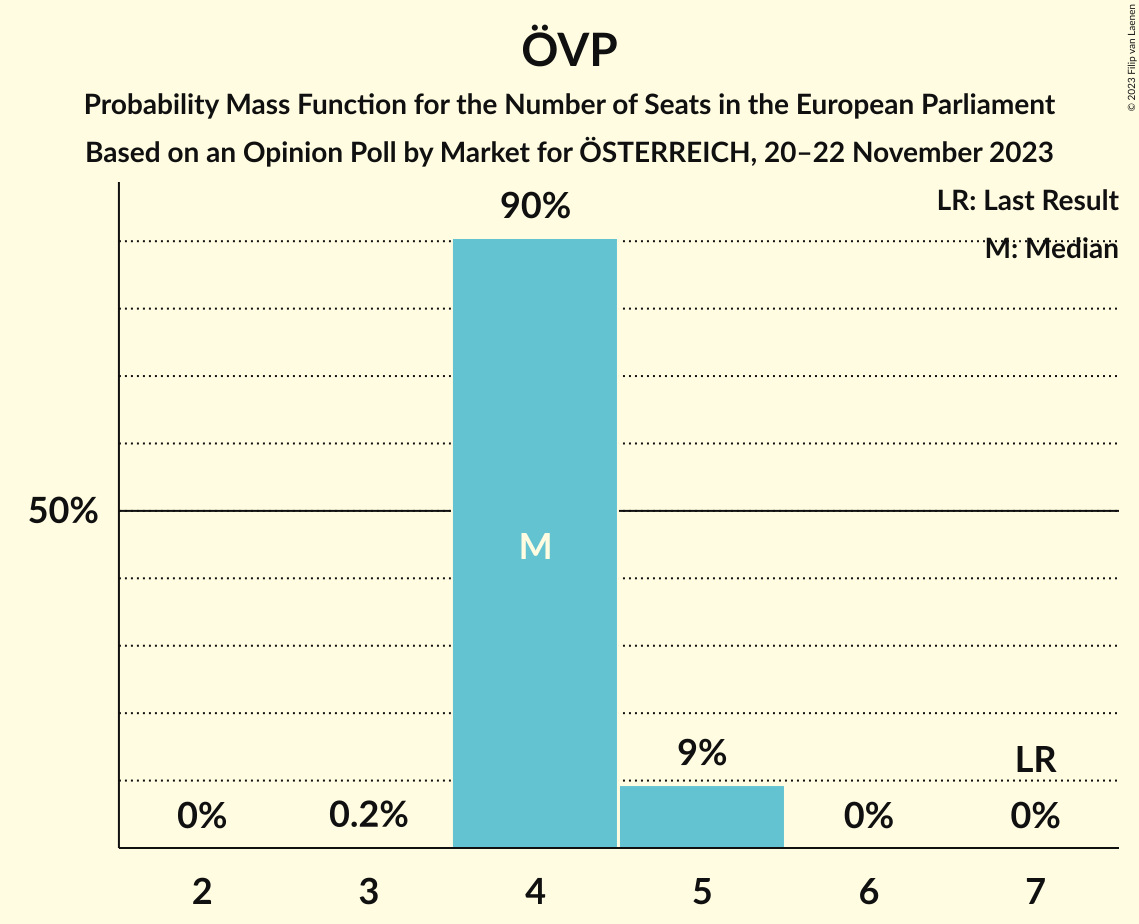 ÖVP
Probability Mass Function for the Number of Seats in the European Parliament
Based on an Opinion Poll by Market for ÖSTERREICH, 20–22 November 2023
© 2023 Filip van Laenen
LR: Last Result
M: Median
90%
50%
M
9%
LR
0%
0.2%
0%
0%
2
3
4
5
6
7